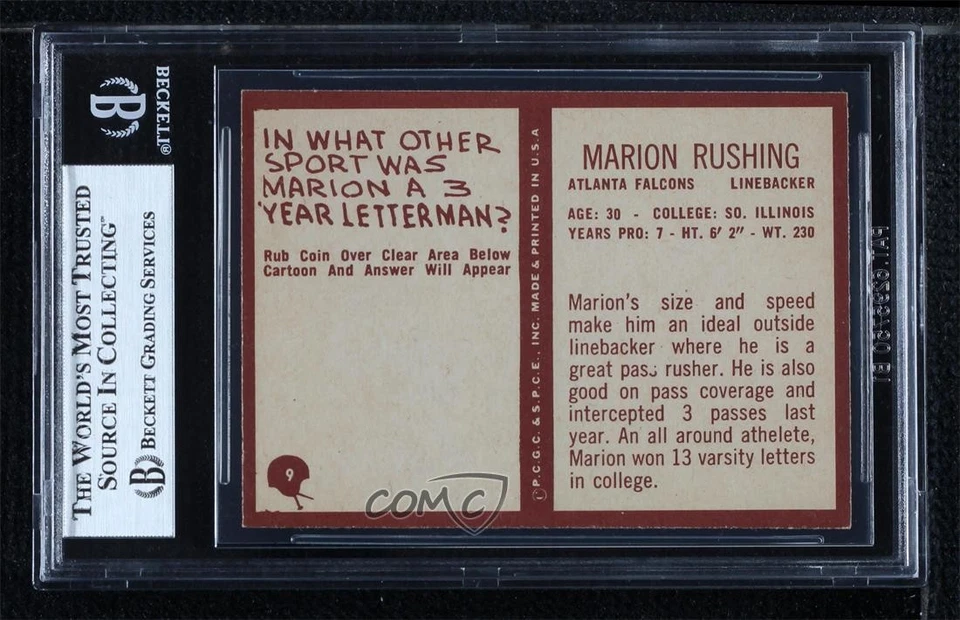 BECKETT®
B
THE WORLD'S MOST TRUSTED
SOURCE IN COLLECTING™
B BECKETT GRADING SERVICES
IN WHAT OTHER
SPORT WAS
MARION A 3
YEAR LETTERMAN?
Rub Coin Over Clear Area Below
Cartoon And Answer Will Appear
9
© P.C.G.C. & S.P.C.E., INC. MADE & PRINTED IN U.S.A
MARION RUSHING
ATLANTA FALCONS LINEBACKER
AGE: 30 - COLLEGE: SO. ILLINOIS
YEARS PRO: 7 - HT. 6' 2" - WT. 230
Marion's size and speed
make him an ideal outside
linebacker where he is a
great pass rusher. He is also
good on pass coverage and
intercepted 3 passes last
year. An all around athelete,
Marion won 13 varsity letters
in college.
COMC